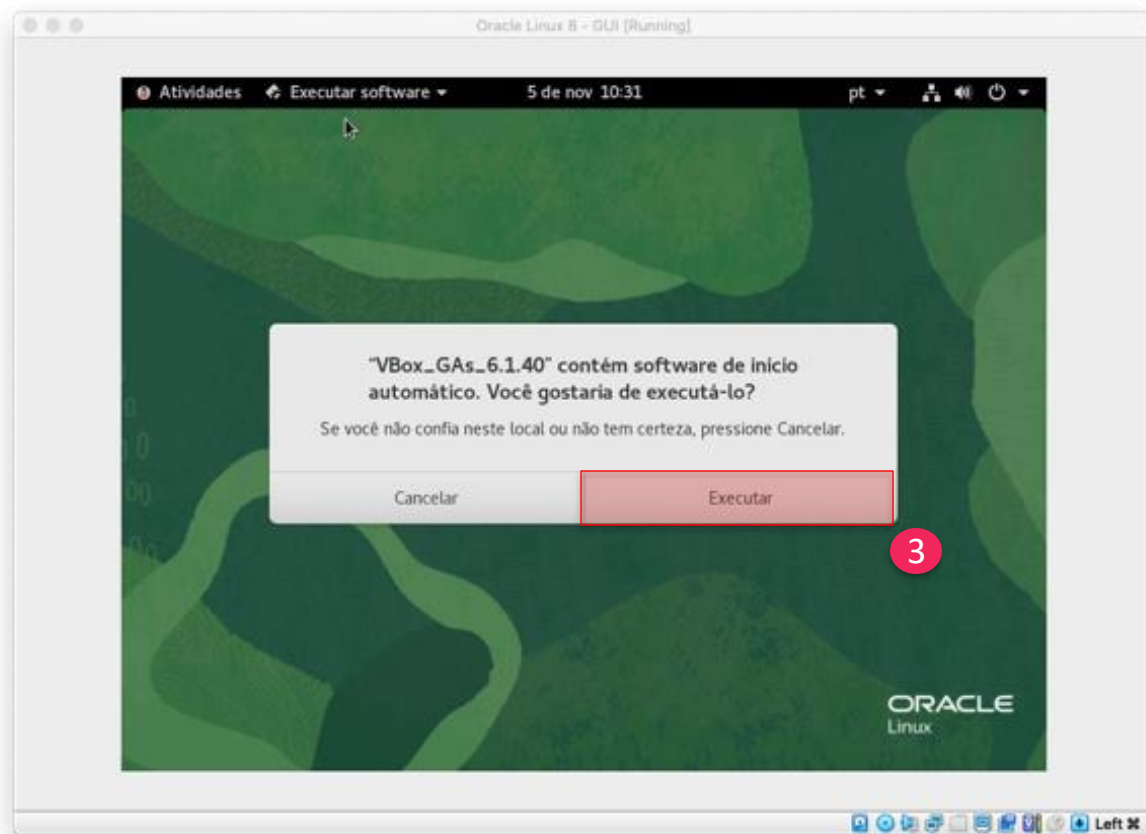 Oracle Linux 8 - GUI [Running]
Atividades Executar software 5 de nov 10:31 pt
"VBox_GAs_6.1.40" contém software de início
automático. Você gostaria de executá-lo?
Se você não confia neste local ou não tem certeza, pressione Cancelar.
Cancelar Executar
3
ORACLE
Linux
Left ⌘